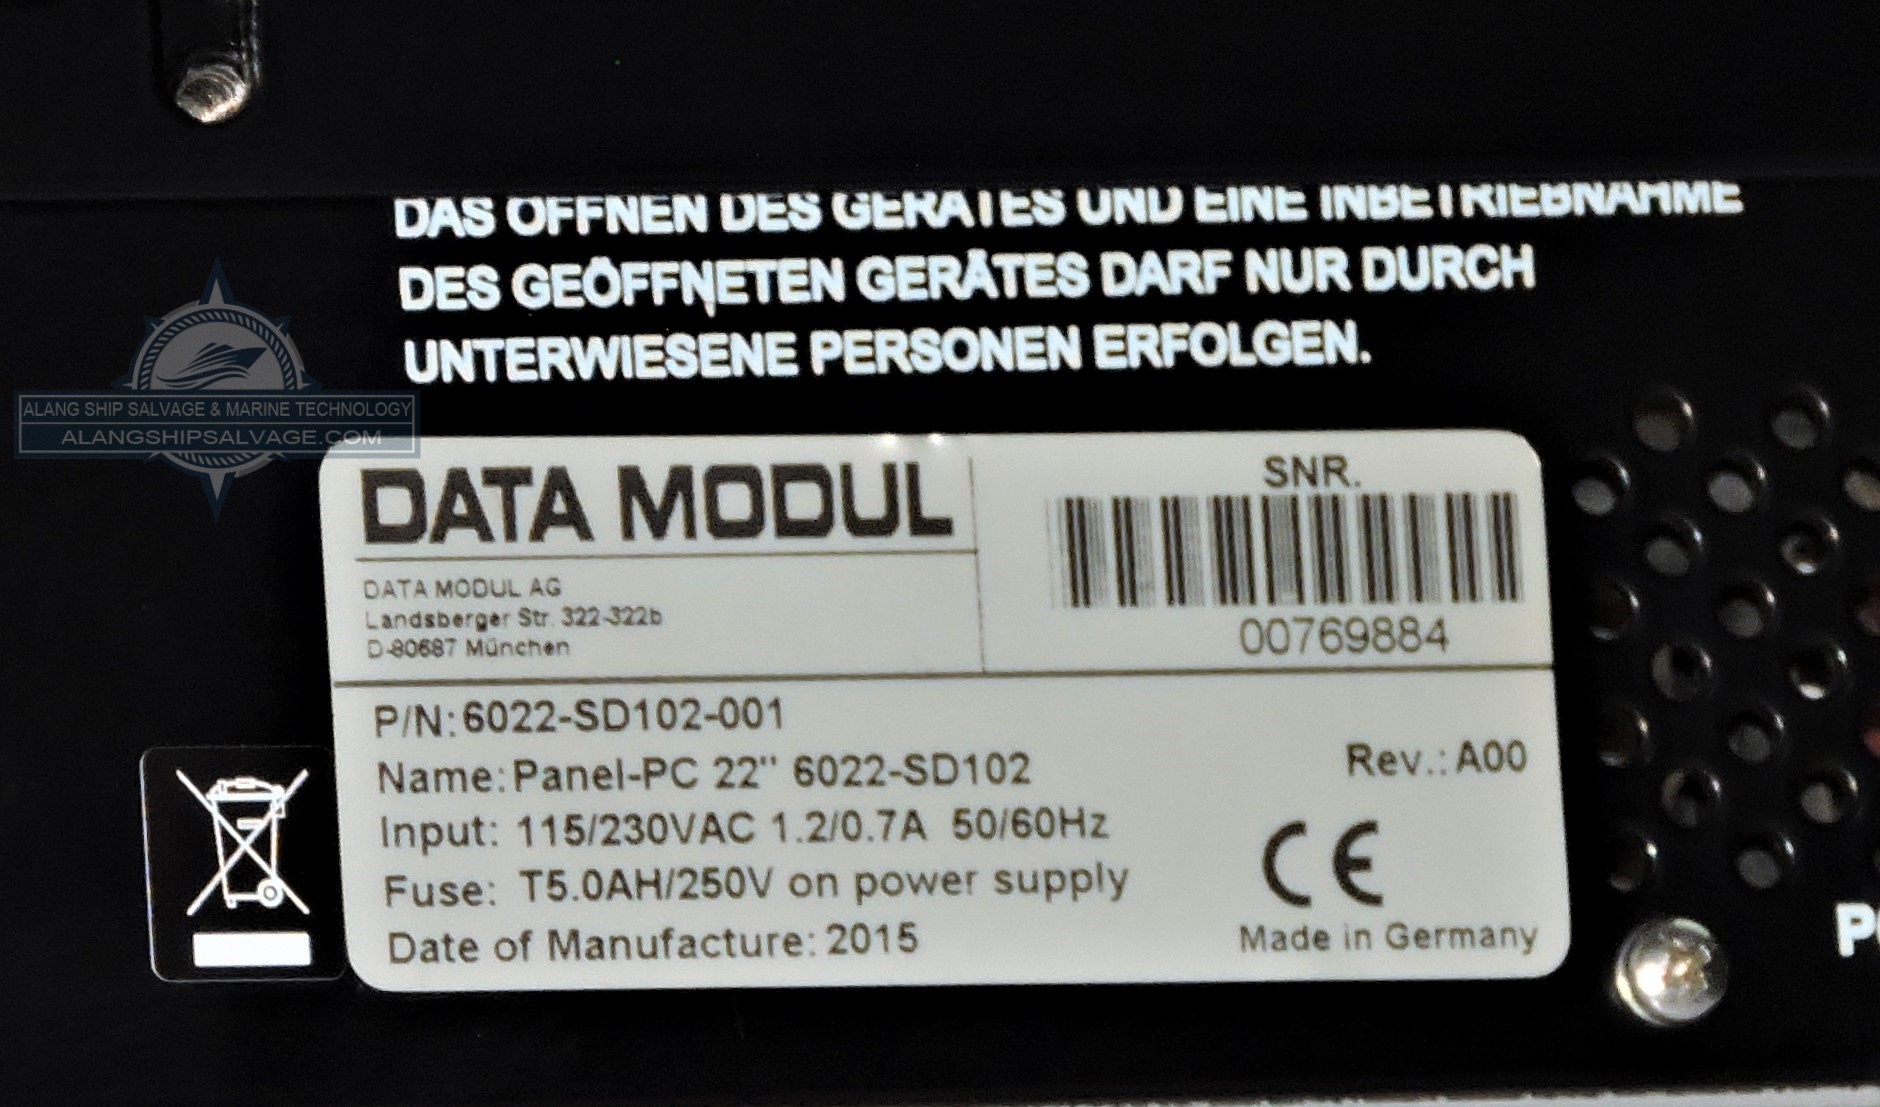 DAS ÖFFNEN DES GERÄTES UND EINE INBETRIEBNAHME
DES GEÖFFNETEN GERÄTES DARF NUR DURCH
UNTERWIESENE PERSONEN ERFOLGEN.
ALANG SHIP SALVAGE & MARINE TECHNOLOGY
ALANGSHIPSALVAGE.COM
DATA MODUL
DATA MODUL AG
Landsberger Str. 322-322b
D-80687 München
SNR.
00769884
P/N: 6022-SD102-001
Name: Panel-PC 22" 6022-SD102
Rev.: A00
Input: 115/230VAC 1.2/0.7A 50/60Hz
Fuse: T5.0AH/250V on power supply
Date of Manufacture: 2015
CE
Made in Germany